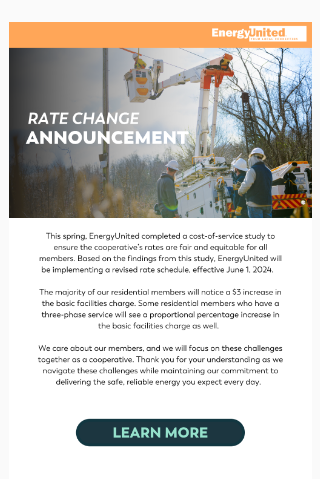 EnergyUnited
RATE CHANGE
ANNOUNCEMENT
This spring, EnergyUnited completed a cost-of-service study to
ensure the cooperative's rates are fair and equitable for all
members. Based on the findings from this study, EnergyUnited will
be implementing a revised rate schedule, effective June 1, 2024.
The majority of our residential members will notice a $3 increase in
the basic facilities charge. Some residential members who have a
three-phase service will see a proportional percentage increase in
the basic facilities charge as well.
We care about our members, and we will focus on these challenges
together as a cooperative. Thank you for your understanding as we
navigate these challenges while maintaining our commitment to
delivering the safe, reliable energy you expect every day.
LEARN MORE